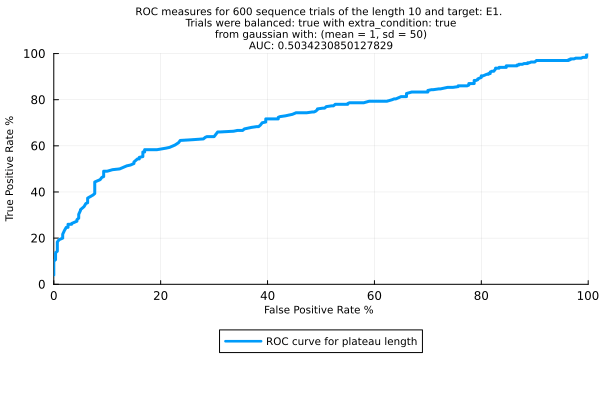 ROC measures for 600 sequence trials of the length 10 and target: E1.
Trials were balanced: true with extra_condition: true
from gaussian with: (mean = 1, sd = 50)
AUC: 0.5034230850127829
100
80
60
40
20
0
True Positive Rate %
0 20 40 60 80 100
False Positive Rate %
ROC curve for plateau length